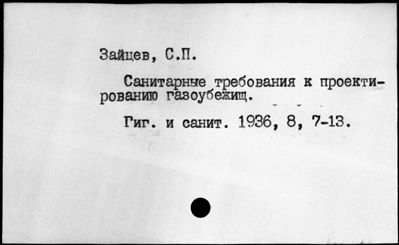 Зайцев, С.П.
Санитарные требования к проекти-
рованию газоубежищ.
Гиг. и санит. 1936, 8, 7-13.